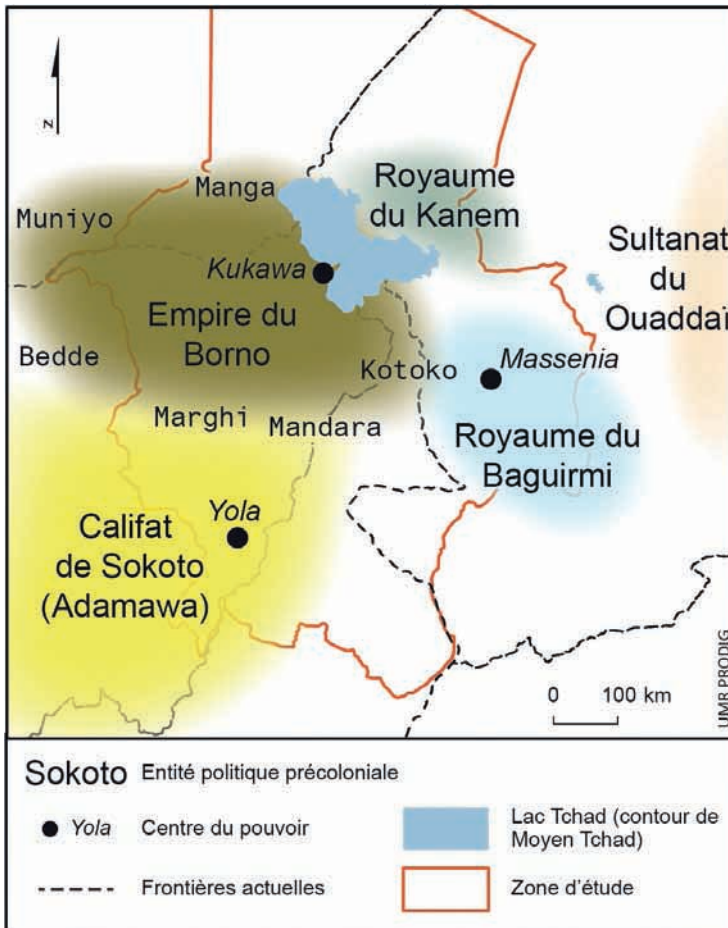 z
Manga
Royaume
du Kanem
Muniyo
Sultanat
du
Ouaddaï
Kukawa
Empire du
Borno
Bedde
Kotoko
Massenia
Marghi
Mandara
Royaume du
Baguirmi
Yola
Califat
de Sokoto
(Adamawa)
0 100 km
UMR PRODIG
Sokoto Entité politique précoloniale
Yola Centre du pouvoir
Lac Tchad (contour de
Moyen Tchad)
Frontières actuelles
Zone d'étude